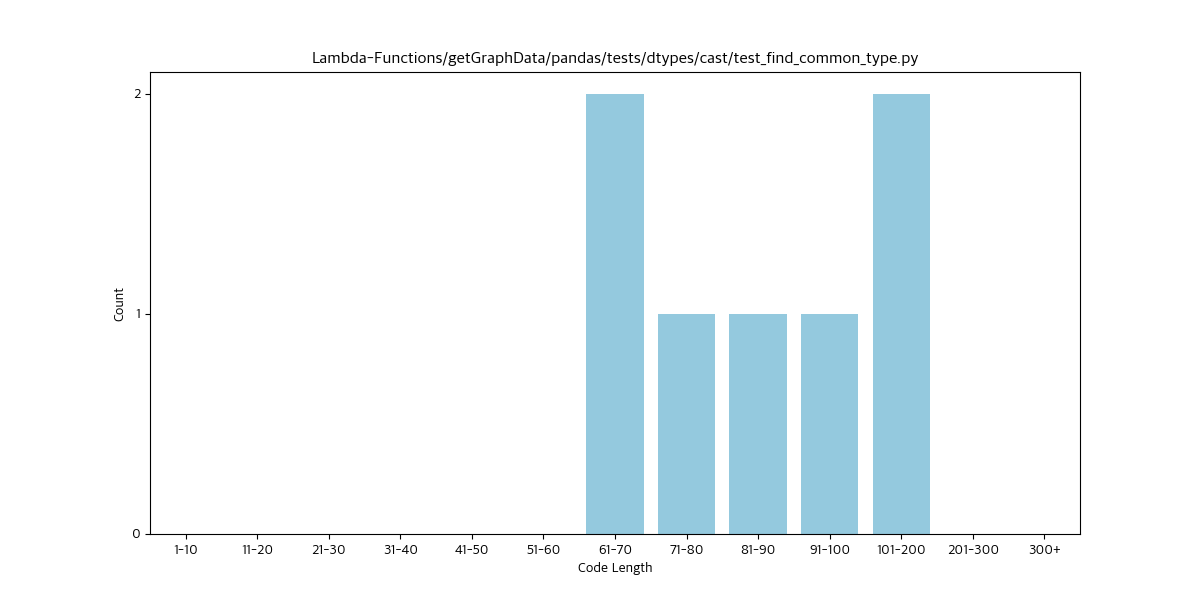 Lambda-Functions/getGraphData/pandas/tests/dtypes/cast/test_find_common_type.py
2
1
0
Count
1-10 11-20 21-30 31-40 41-50 51-60 61-70 71-80 81-90 91-100 101-200 201-300 300+
Code Length